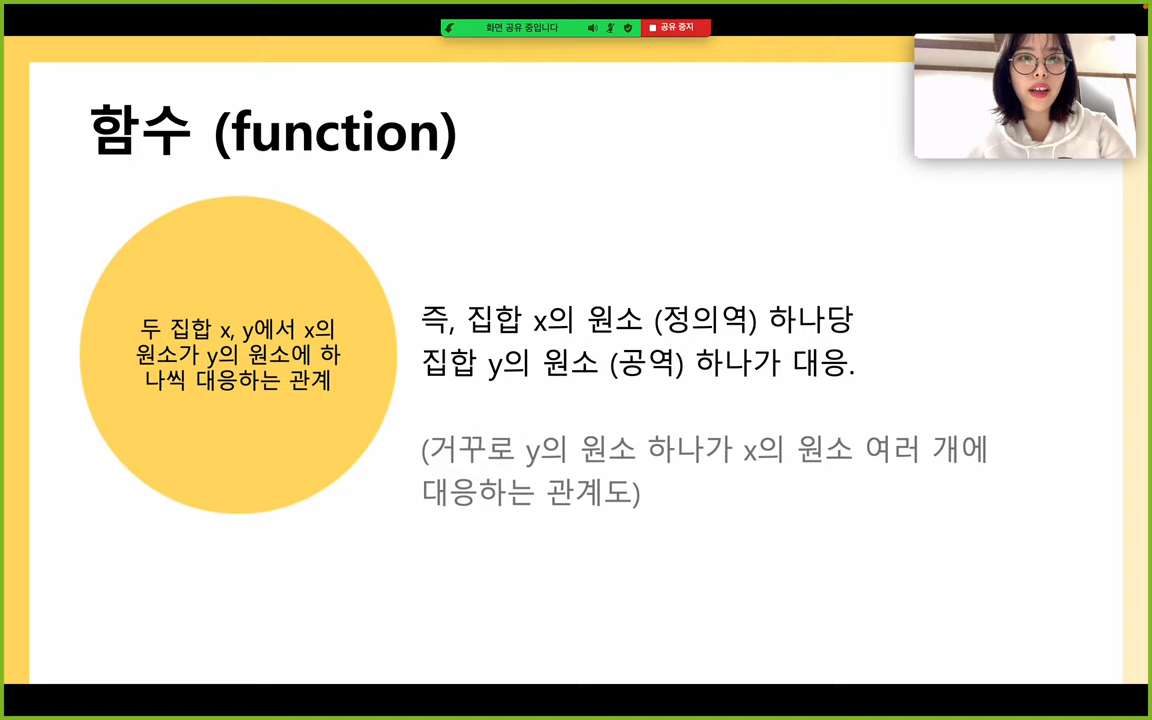 화면 공유 중입니다
공유 중지
함수 (function)
두 집합 x, y에서 x의
원소가 y의 원소에 하
나씩 대응하는 관계
즉, 집합 x의 원소 (정의역) 하나당
집합 y의 원소 (공역) 하나가 대응.
(거꾸로 y의 원소 하나가 x의 원소 여러 개에
대응하는 관계도)